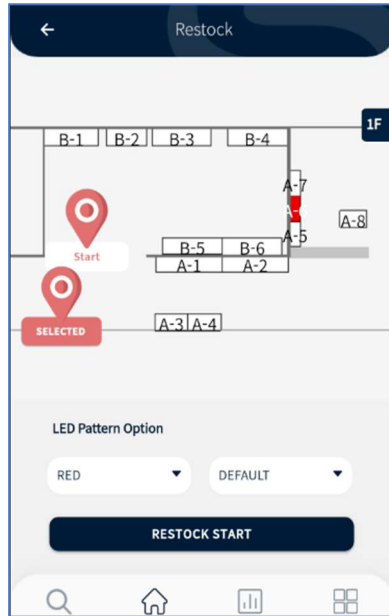 Restock
1F
B-1 B-2 B-3 B-4
A-7
A-8
A-5
Start
B-5 B-6
A-1 A-2
SELECTED
A-3 A-4
LED Pattern Option
RED DEFAULT
RESTOCK START